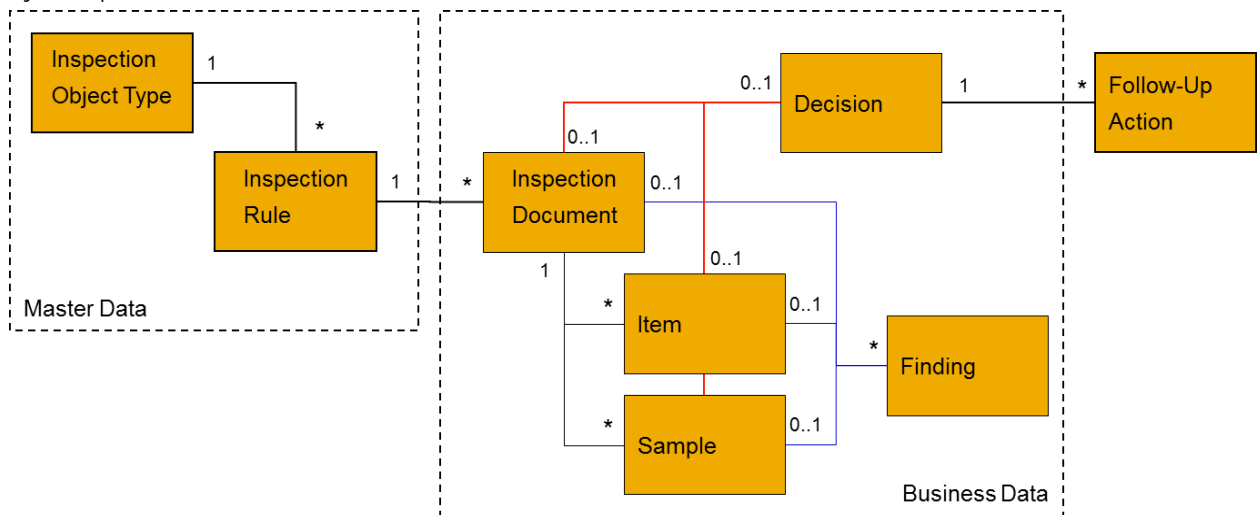 Inspection
Object Type
1
*
Inspection
Rule
1
Master Data
*
Inspection
Document
0..1
0..1
1
0..1
Decision
1
*
Follow-Up
Action
0..1
*
Item
0..1
*
Sample
0..1
*
Finding
Business Data